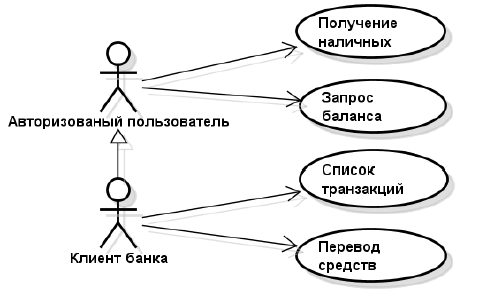 Получение
наличных
Запрос
баланса
Авторизованый пользователь
Список
транзакций
Перевод
средств
Клиент банка